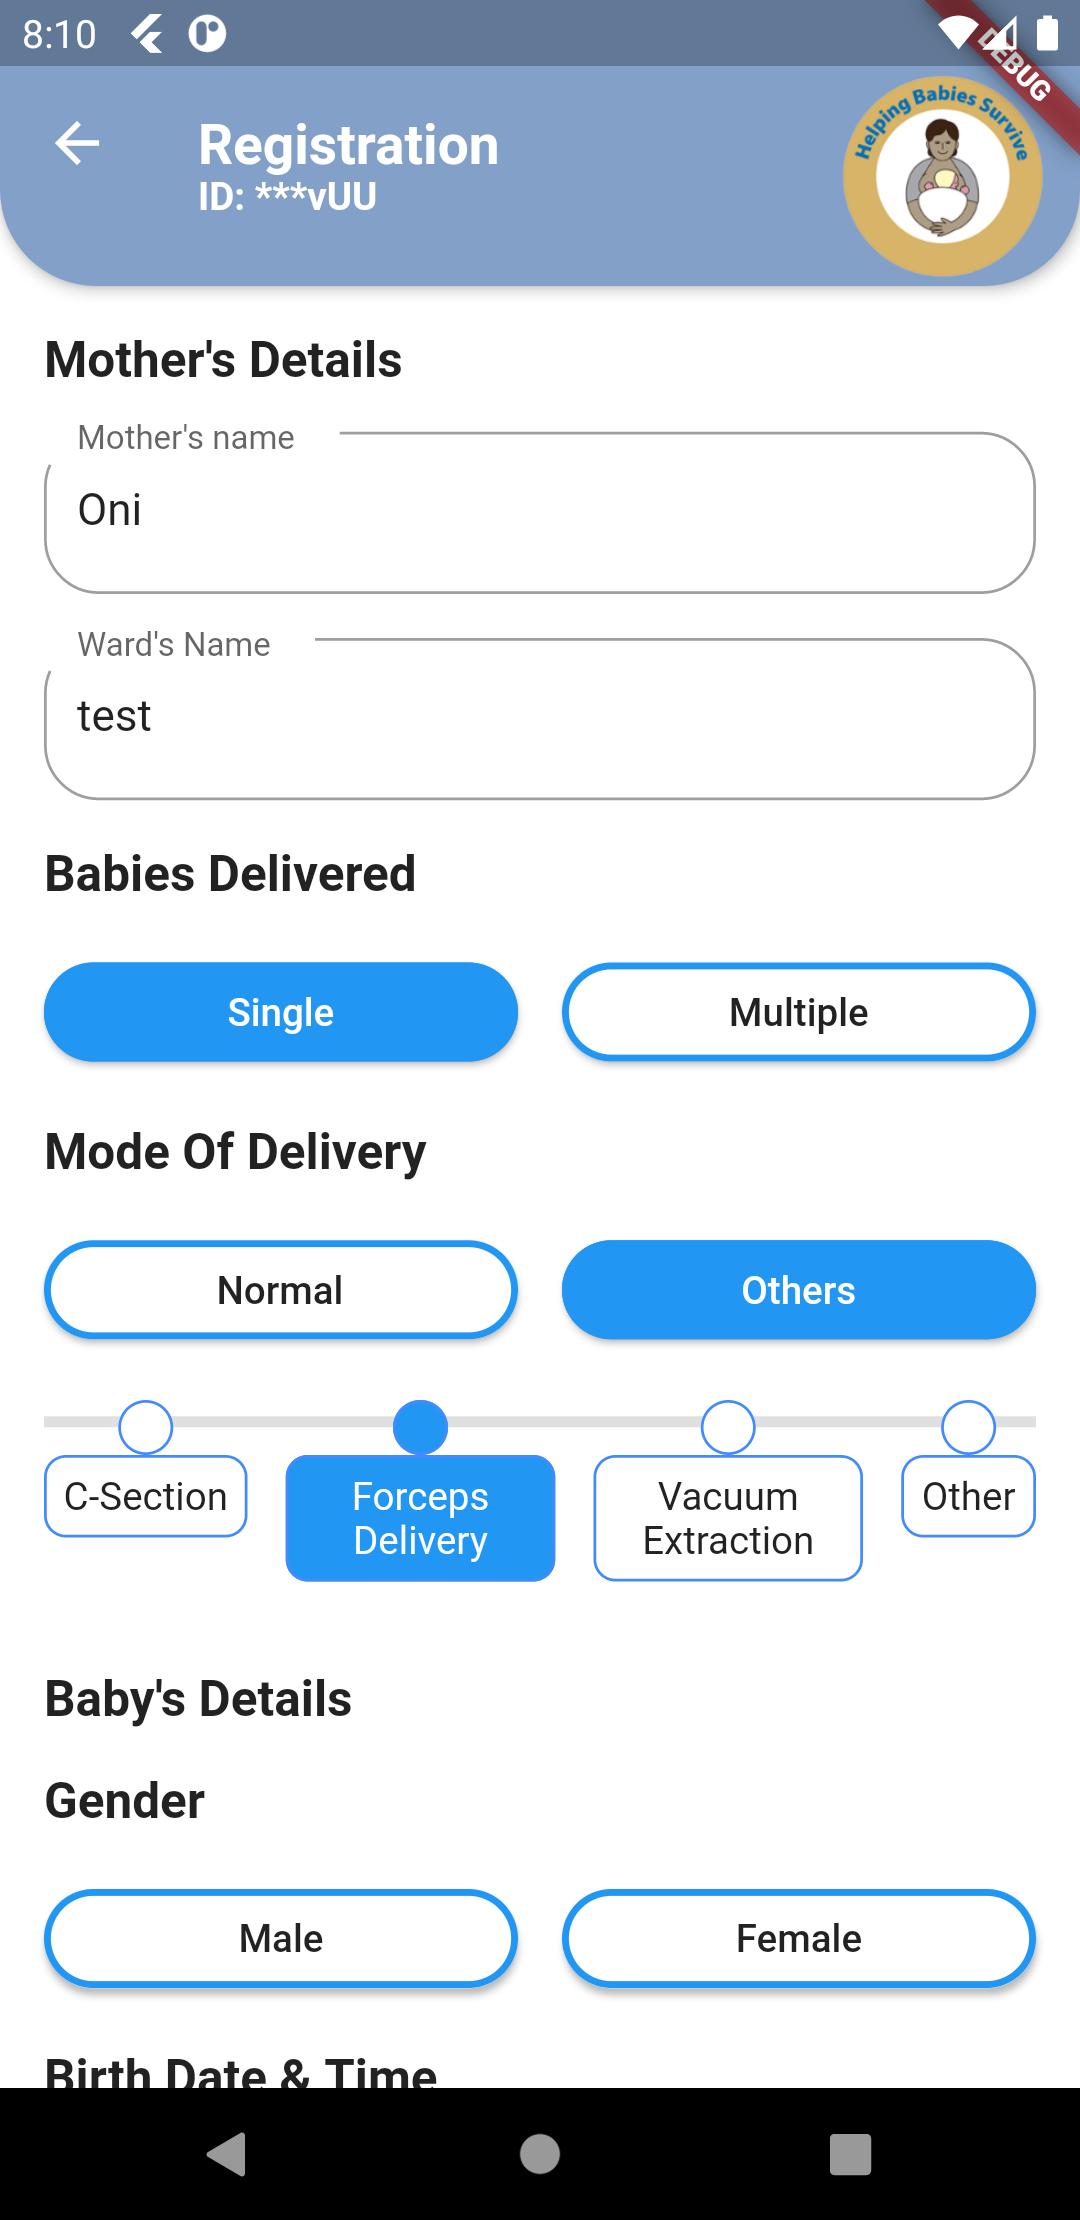 8:10
DEBUG
Helping Babies Survive
Registration
ID: ***vUU
Mother's Details
Mother's name
Oni
Ward's Name
test
Babies Delivered
Single Multiple
Mode Of Delivery
Normal Others
C-Section Forceps Delivery Vacuum Extraction Other
Baby's Details
Gender
Male Female
Birth Date & Time